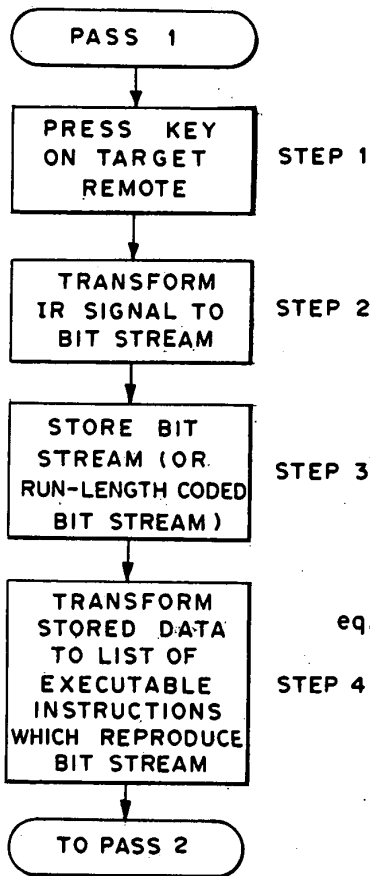 PASS 1
PRESS KEY
ON TARGET
REMOTE
STEP 1
TRANSFORM
IR SIGNAL TO
BIT STREAM
STEP 2
STORE BIT
STREAM (OR
RUN-LENGTH CODED
BIT STREAM)
STEP 3
TRANSFORM
STORED DATA
TO LIST OF
EXECUTABLE
INSTRUCTIONS
WHICH REPRODUCE
BIT STREAM
eq.
STEP 4
TO PASS 2